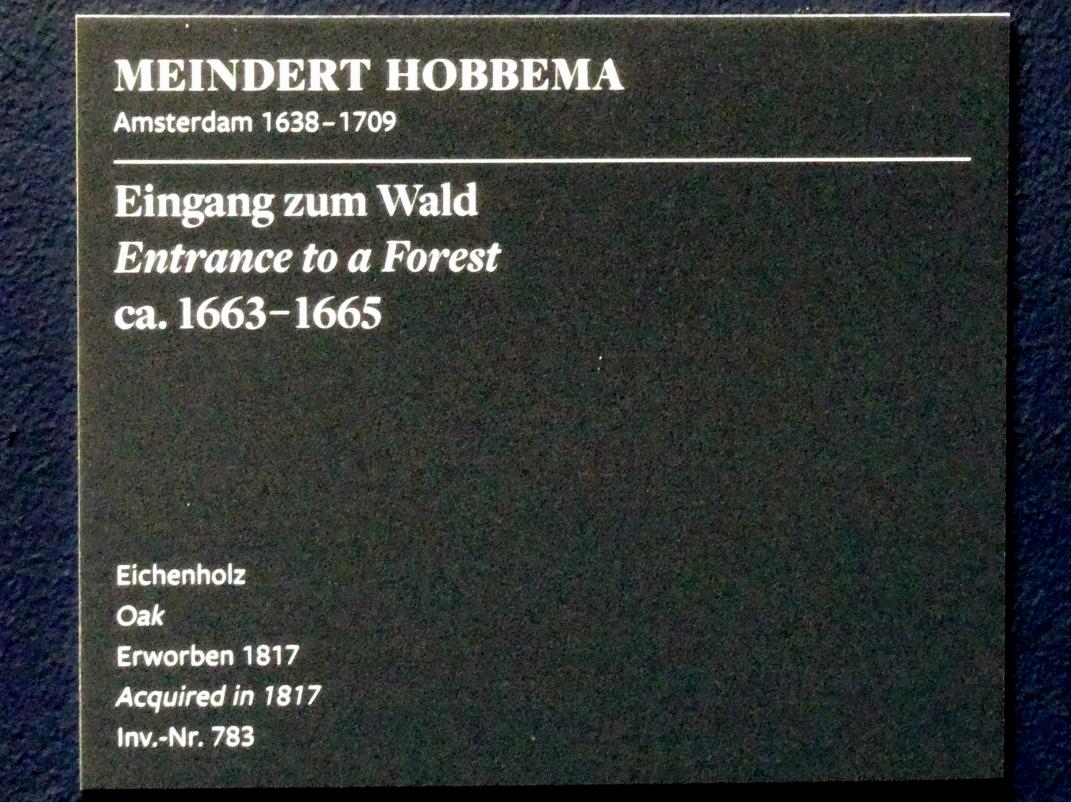 MEINDERT HOBBEMA
Amsterdam 1638–1709
Eingang zum Wald
Entrance to a Forest
ca. 1663–1665
Eichenholz
Oak
Erworben 1817
Acquired in 1817
Inv.-Nr. 783